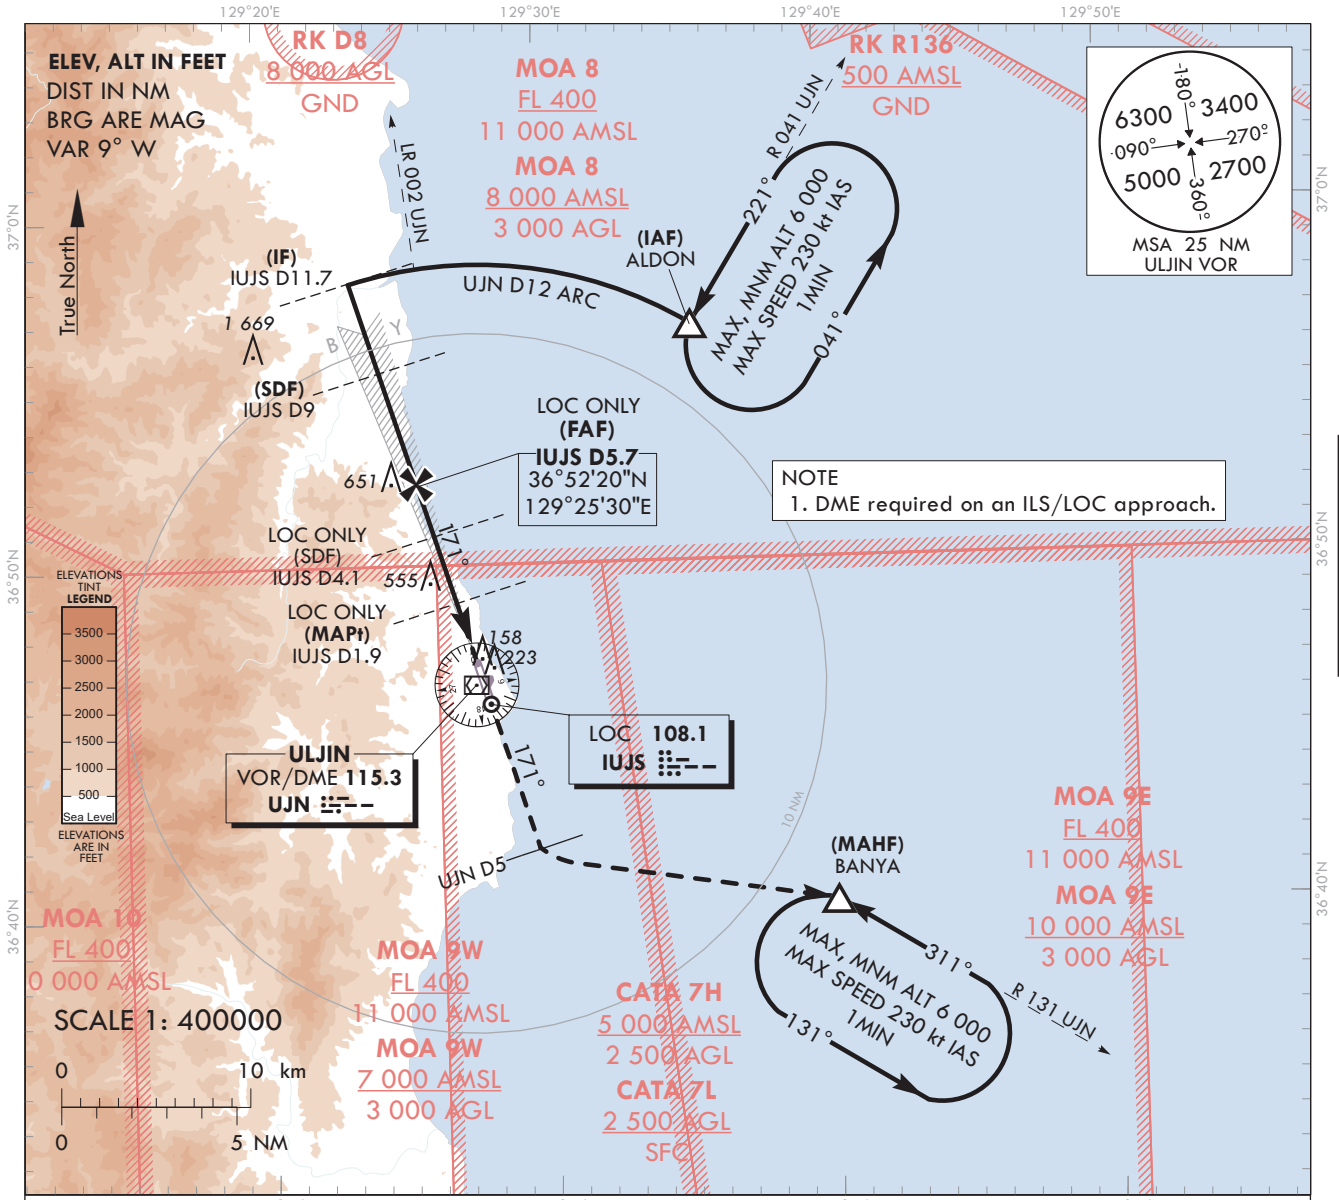 129°20'E
129°30'E
129°40'E
129°50'E
ELEV, ALT IN FEET
DIST IN NM
BRG ARE MAG
VAR 9° W
True North
RK D8
8 000 AGL
GND
MOA 8
FL 400
11 000 AMSL
MOA 8
8 000 AMSL
3 000 AGL
RK R136
500 AMSL
GND
180°
6300
3400
090°
270°
5000
2700
360°
MSA 25 NM
ULJIN VOR
37°0'N
37°0'N
LR 002 UJN
R 041 UJN
221°
MAX, MNM ALT 6 000
MAX SPEED 230 kt IAS
1MIN
041°
(IAF)
ALDON
UJN D12 ARC
(IF)
IUJS D11.7
1 669
B
Y
(SDF)
IUJS D9
LOC ONLY
(FAF)
IUJS D5.7
36°52'20"N
129°25'30"E
651
NOTE
1. DME required on an ILS/LOC approach.
171°
LOC ONLY
(SDF)
IUJS D4.1
555
36°50'N
36°50'N
LOC ONLY
(MAPt)
IUJS D1.9
158
223
ELEVATIONS
TINT
LEGEND
3500
3000
2500
2000
1500
1000
500
Sea Level
ELEVATIONS
ARE IN
FEET
ULJIN
VOR/DME 115.3
UJN
LOC 108.1
IUJS
171°
UJN D5
10 NM
(MAHF)
BANYA
MOA 9E
FL 400
11 000 AMSL
MOA 9E
10 000 AMSL
3 000 AGL
36°40'N
36°40'N
311°
MAX, MNM ALT 6 000
MAX SPEED 230 kt IAS
1MIN
131°
R 131 UJN
MOA 10
FL 400
0 000 AMSL
MOA 9W
FL 400
11 000 AMSL
MOA 9W
7 000 AMSL
3 000 AGL
CATA 7H
5 000 AMSL
2 500 AGL
CATA 7L
2 500 AGL
SFC
SCALE 1: 400000
0 10 km
0 5 NM